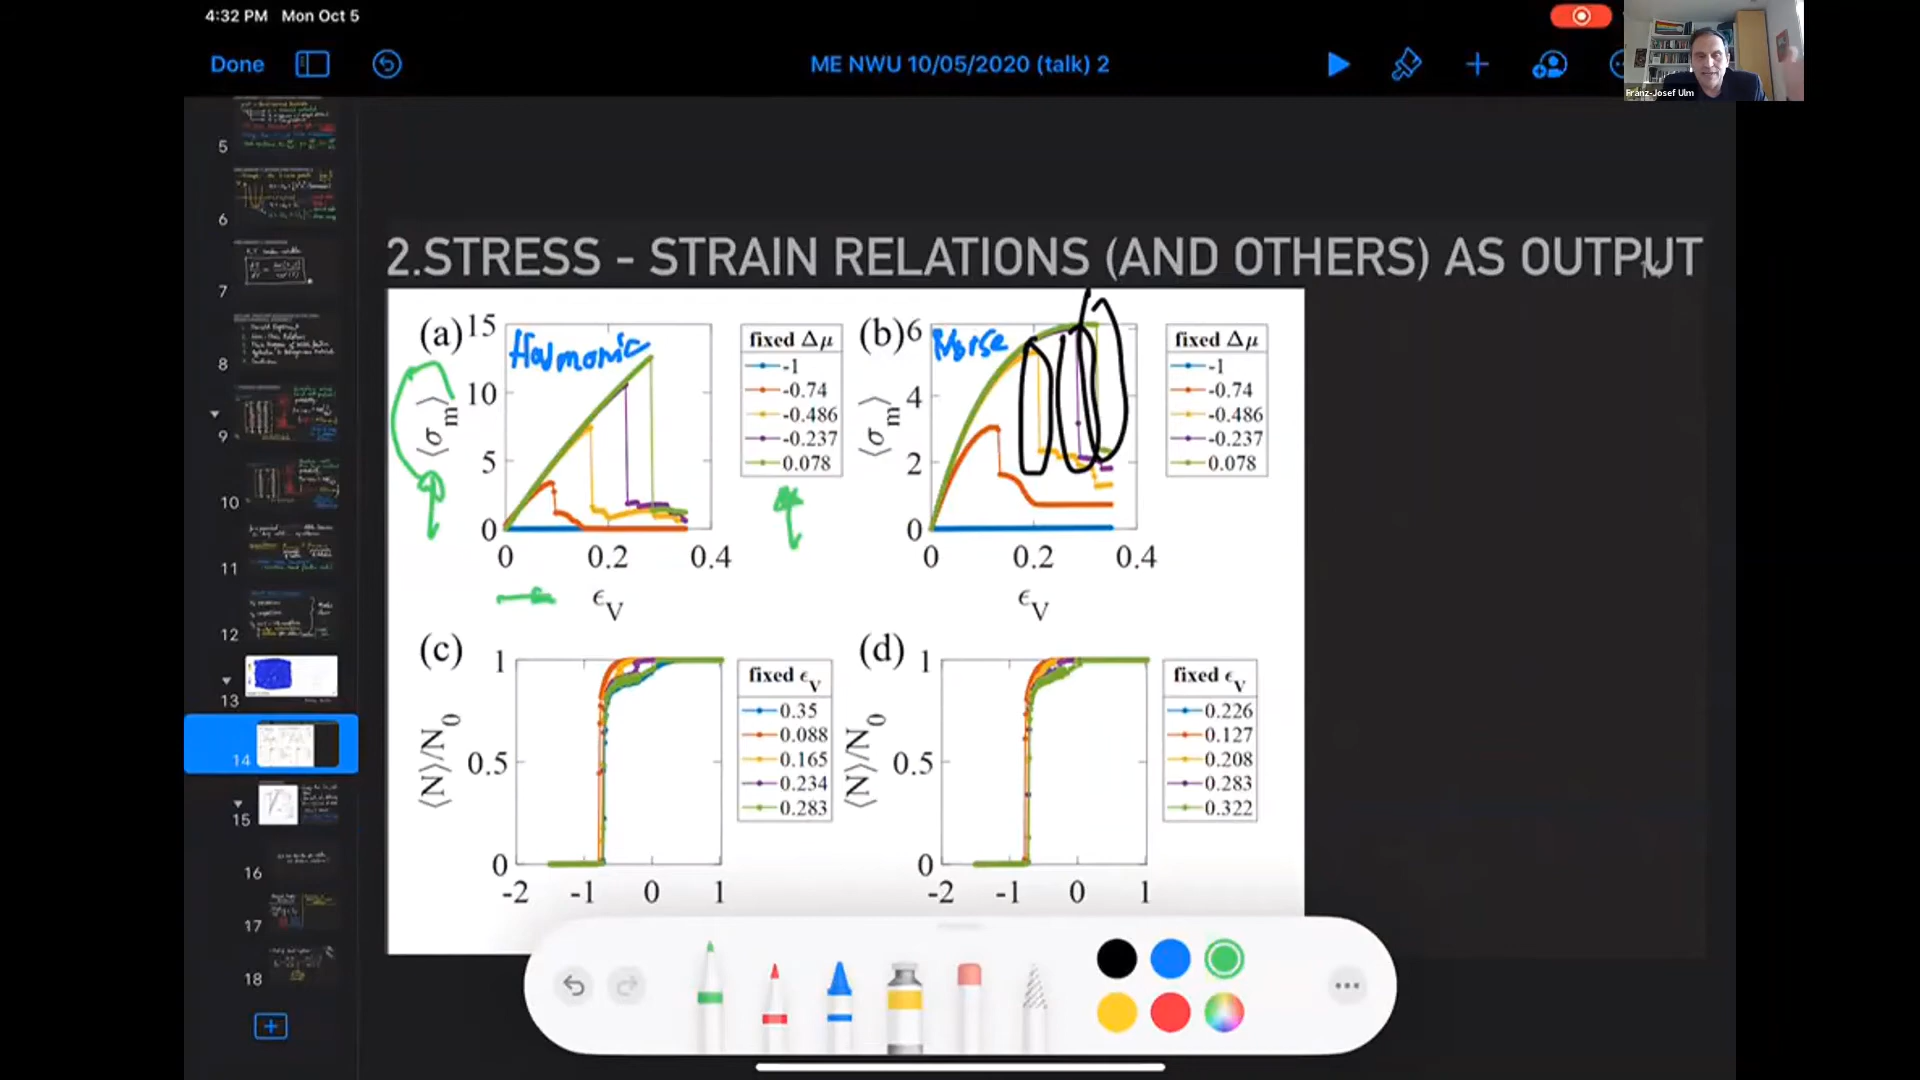 4:32 PM Mon Oct 5
Done
ME NWU 10/05/2020 (talk) 2
Franz-Josef Ulm
5
6
7
8
9
10
11
12
13
14
15
16
17
18
2.STRESS - STRAIN RELATIONS (AND OTHERS) AS OUTPUT
(a)
15
10
5
0
0 0.2 0.4
⟨σm⟩
ϵV
Harmonic
fixed Δμ
-1
-0.74
-0.486
-0.237
0.078
(b)
6
4
2
0
0 0.2 0.4
⟨σm⟩
ϵV
Morse
fixed Δμ
-1
-0.74
-0.486
-0.237
0.078
(c)
1
0.5
0
-2 -1 0 1
⟨N⟩/N0
fixed ϵV
0.35
0.088
0.165
0.234
0.283
(d)
1
0.5
0
-2 -1 0 1
⟨N⟩/N0
fixed ϵV
0.226
0.127
0.208
0.283
0.322